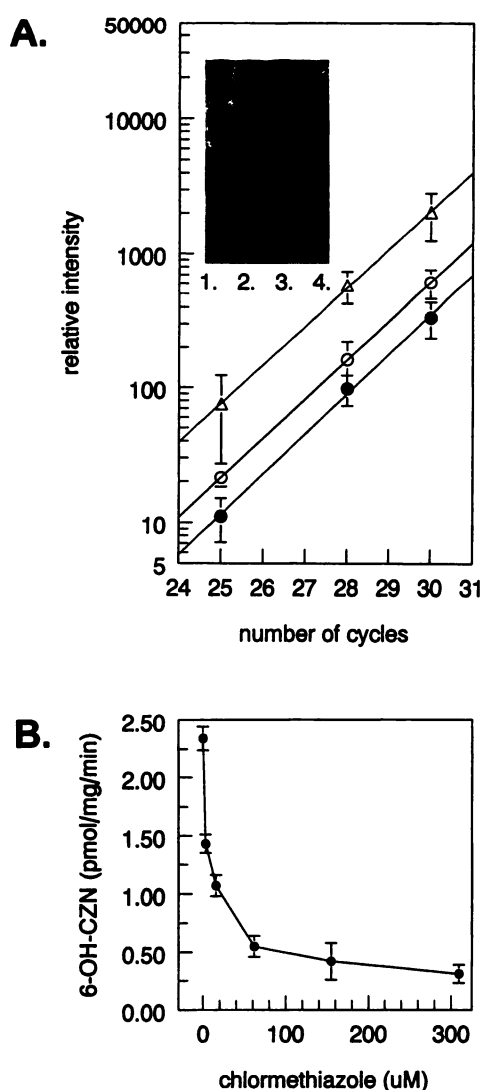 A.
50000
10000
1000
100
10
5
relative intensity
1. 2. 3. 4.
24 25 26 27 28 30 31
number of cycles
B.
2.50
2.00
1.50
1.00
0.50
0.00
6-OH-CZN (pmol/mg/min)
0 100 200 300
chlormethiazole (uM)